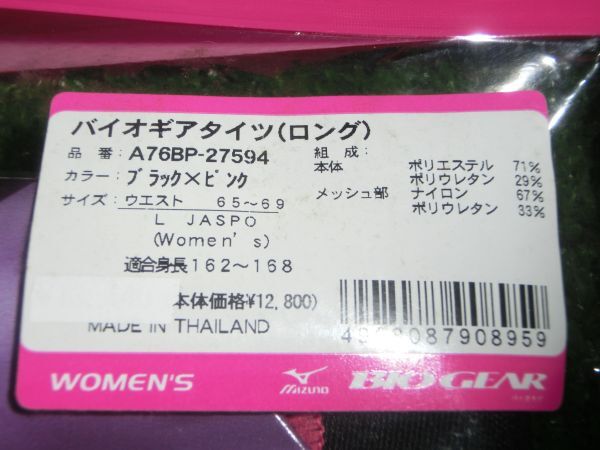 バイオギアタイツ(ロング)
品 番：A76BP-27594
カラー：ブラック×ピンク
サイズ：ウエスト 65～69
L JASPO
(Women's)
適合身長162～168
本体価格¥12,800)
MADE IN THAILAND
組 成：
本体 ポリエステル 71%
ポリウレタン 29%
メッシュ部 ナイロン 67%
ポリウレタン 33%
087908959
WOMEN'S
MIZUNO
BIO GEAR